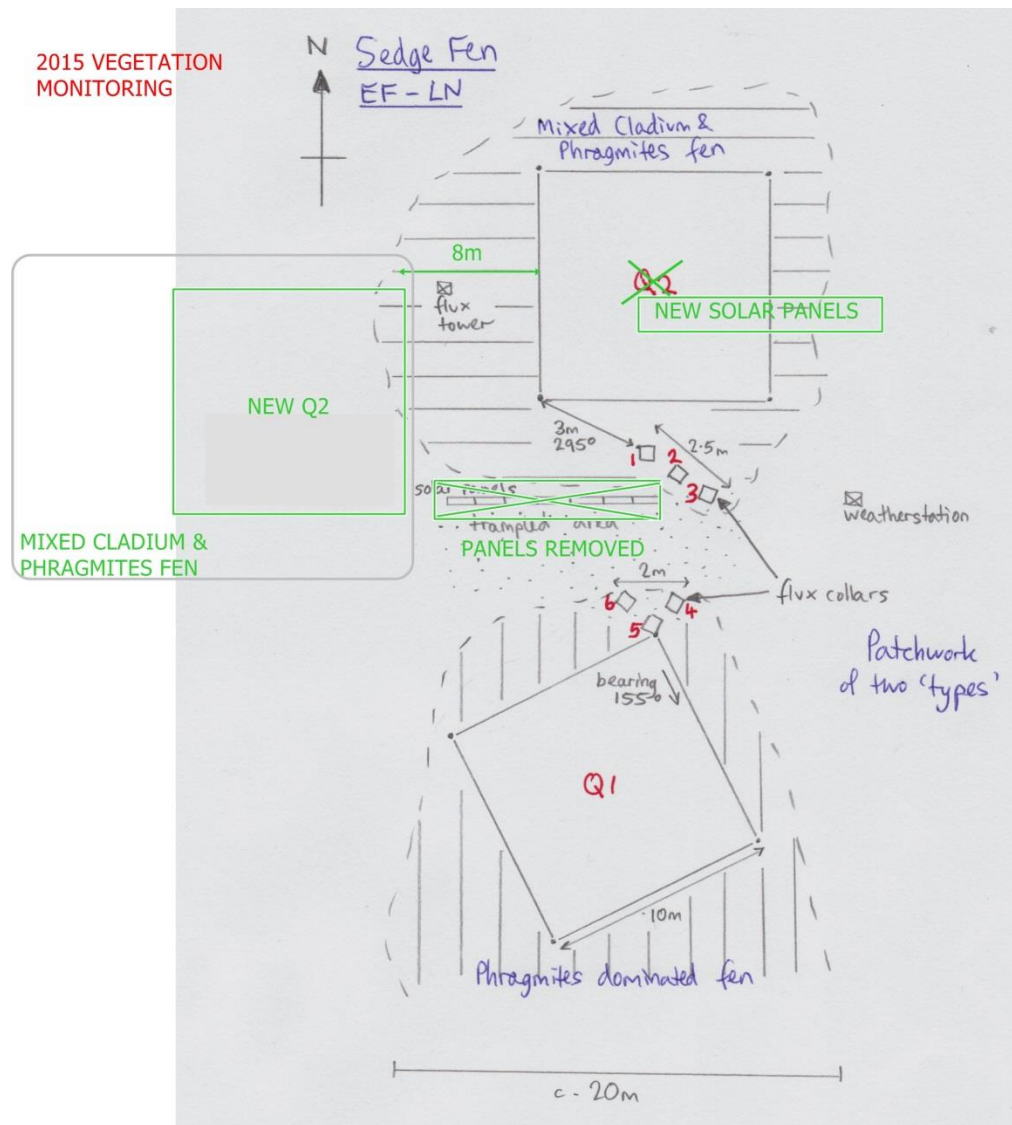 2015 VEGETATION
MONITORING
N
Sedge Fen
EF-LN
Mixed Cladium &
Phragmites fen
8m
flux
tower
Q2
NEW SOLAR PANELS
NEW Q2
3m
295°
1
2
2.5m
3
solar panels
trampled area
PANELS REMOVED
weatherstation
MIXED CLADIUM &
PHRAGMITES FEN
2m
6
4
5
flux collars
Patchwork
of two 'types'
bearing
155°
Q1
10m
Phragmites dominated fen
c. 20m